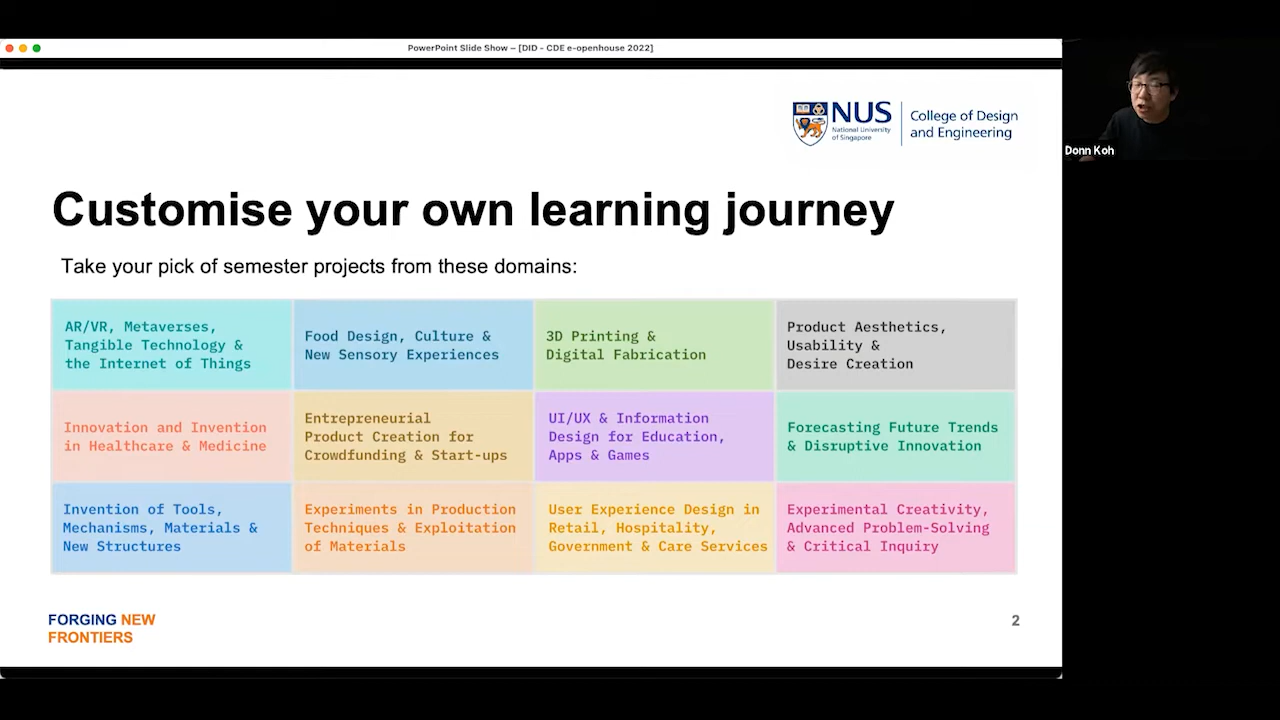 PowerPoint Slide Show – [DID - CDE e-openhouse 2022]
NUS
National University
of Singapore
College of Design
and Engineering
Donn Koh
Customise your own learning journey
Take your pick of semester projects from these domains:
AR/VR, Metaverses,
Tangible Technology &
the Internet of Things
Food Design, Culture &
New Sensory Experiences
3D Printing &
Digital Fabrication
Product Aesthetics,
Usability &
Desire Creation
Innovation and Invention
in Healthcare & Medicine
Entrepreneurial
Product Creation for
Crowdfunding & Start-ups
UI/UX & Information
Design for Education,
Apps & Games
Forecasting Future Trends
& Disruptive Innovation
Invention of Tools,
Mechanisms, Materials &
New Structures
Experiments in Production
Techniques & Exploitation
of Materials
User Experience Design in
Retail, Hospitality,
Government & Care Services
Experimental Creativity,
Advanced Problem-Solving
& Critical Inquiry
FORGING NEW
FRONTIERS
2